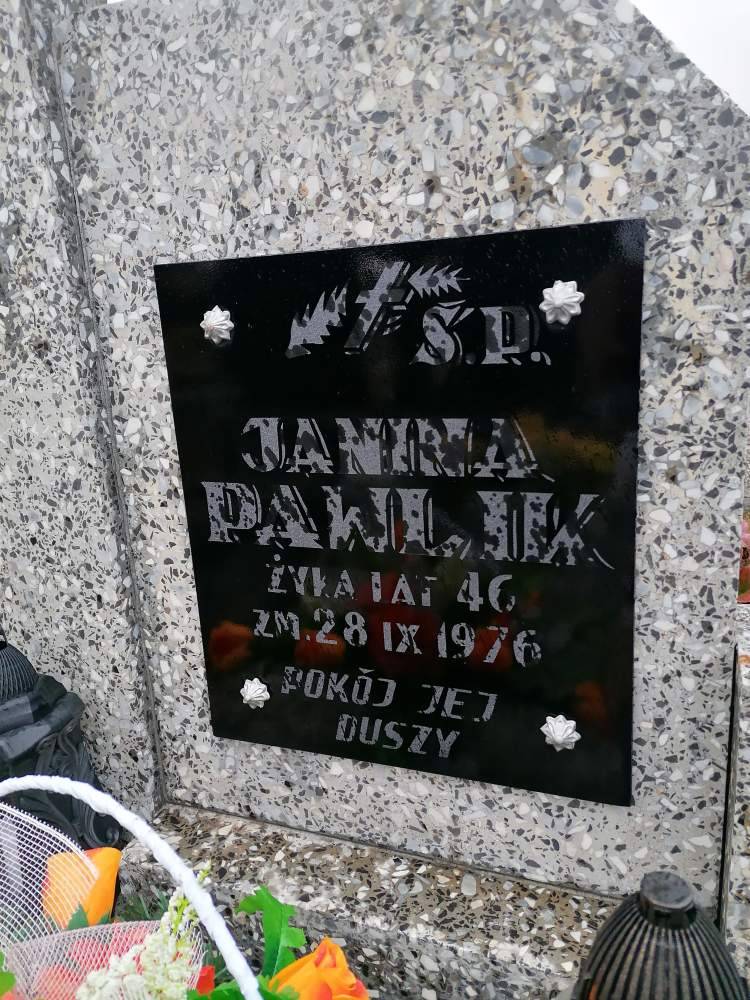 Ś.P.
JANINA
PAWLIK
ŻYŁA LAT 46
ZM. 28 IX 1976
POKÓJ JEJ
DUSZY